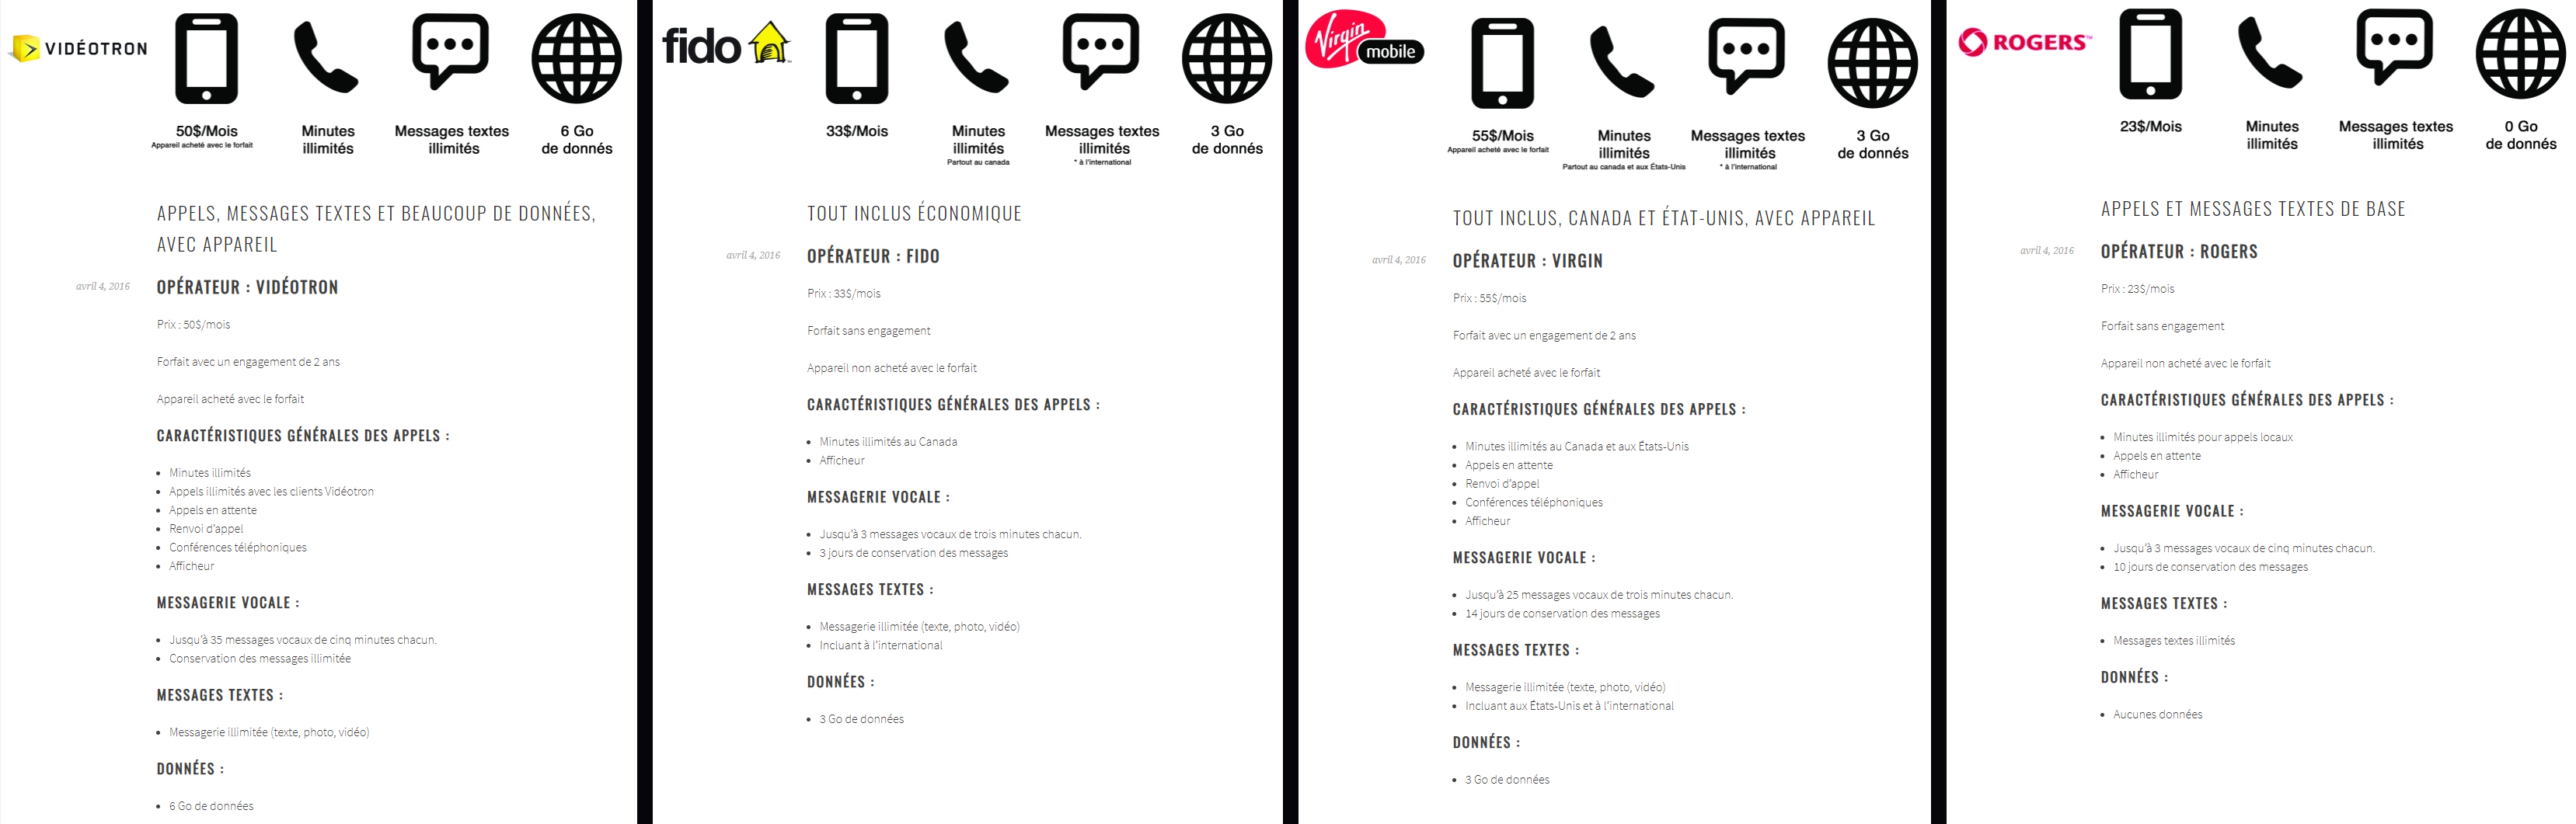 VIDÉOTRON
50$/Mois
Appareil acheté avec le forfait
Minutes
illimités
Messages textes
illimités
6 Go
de donnés
APPELS, MESSAGES TEXTES ET BEAUCOUP DE DONNÉES,
AVEC APPAREIL
avril 4, 2016
OPÉRATEUR : VIDÉOTRON
Prix : 50$/mois
Forfait avec un engagement de 2 ans
Appareil acheté avec le forfait
CARACTÉRISTIQUES GÉNÉRALES DES APPELS :
• Minutes illimités
• Appels illimités avec les clients Vidéotron
• Appels en attente
• Renvoi d'appel
• Conférences téléphoniques
• Afficheur
MESSAGERIE VOCALE :
• Jusqu'à 35 messages vocaux de cinq minutes chacun.
• Conservation des messages illimitée
MESSAGES TEXTES :
• Messagerie illimitée (texte, photo, vidéo)
DONNÉES :
• 6 Go de données
fido
33$/Mois
Minutes
illimités
Partout au canada
Messages textes
illimités
* à l'international
3 Go
de donnés
TOUT INCLUS ÉCONOMIQUE
avril 4, 2016
OPÉRATEUR : FIDO
Prix : 33$/mois
Forfait sans engagement
Appareil non acheté avec le forfait
CARACTÉRISTIQUES GÉNÉRALES DES APPELS :
• Minutes illimités au Canada
• Afficheur
MESSAGERIE VOCALE :
• Jusqu'à 3 messages vocaux de trois minutes chacun.
• 3 jours de conservation des messages
MESSAGES TEXTES :
• Messagerie illimitée (texte, photo, vidéo)
• Incluant à l'international
DONNÉES :
• 3 Go de données
Virgin
mobile
55$/Mois
Appareil acheté avec le forfait
Minutes
illimités
Partout au canada et aux États-Unis
Messages textes
illimités
* à l'international
3 Go
de donnés
TOUT INCLUS, CANADA ET ÉTAT-UNIS, AVEC APPAREIL
avril 4, 2016
OPÉRATEUR : VIRGIN
Prix : 55$/mois
Forfait avec un engagement de 2 ans
Appareil acheté avec le forfait
CARACTÉRISTIQUES GÉNÉRALES DES APPELS :
• Minutes illimités au Canada et aux États-Unis
• Appels en attente
• Renvoi d'appel
• Conférences téléphoniques
• Afficheur
MESSAGERIE VOCALE :
• Jusqu'à 25 messages vocaux de trois minutes chacun.
• 14 jours de conservation des messages
MESSAGES TEXTES :
• Messagerie illimitée (texte, photo, vidéo)
• Incluant aux États-Unis et à l'international
DONNÉES :
• 3 Go de données
ROGERS™
23$/Mois
Minutes
illimités
Messages textes
illimités
0 Go
de donnés
APPELS ET MESSAGES TEXTES DE BASE
avril 4, 2016
OPÉRATEUR : ROGERS
Prix : 23$/mois
Forfait sans engagement
Appareil non acheté avec le forfait
CARACTÉRISTIQUES GÉNÉRALES DES APPELS :
• Minutes illimités pour appels locaux
• Appels en attente
• Afficheur
MESSAGERIE VOCALE :
• Jusqu'à 3 messages vocaux de cinq minutes chacun.
• 10 jours de conservation des messages
MESSAGES TEXTES :
• Messages textes illimités
DONNÉES :
• Aucunes données